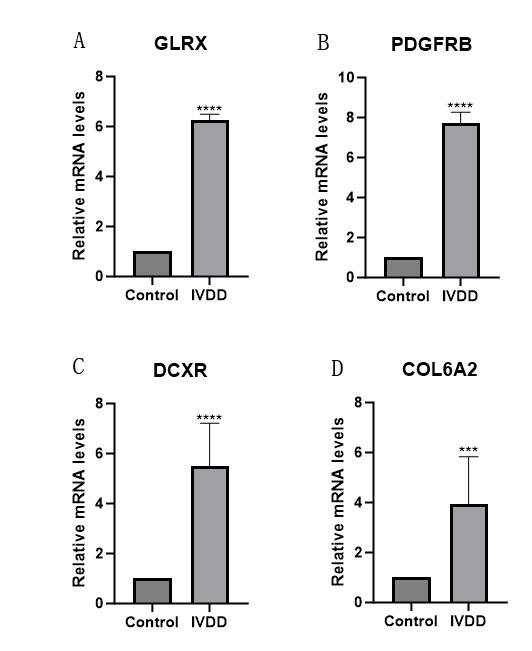 A
GLRX
Relative mRNA levels
8
6
4
2
0
****
Control
IVDD
B
PDGFRB
Relative mRNA levels
10
8
6
4
2
0
****
Control
IVDD
C
DCXR
Relative mRNA levels
8
6
4
2
0
****
Control
IVDD
D
COL6A2
Relative mRNA levels
8
6
4
2
0
***
Control
IVDD